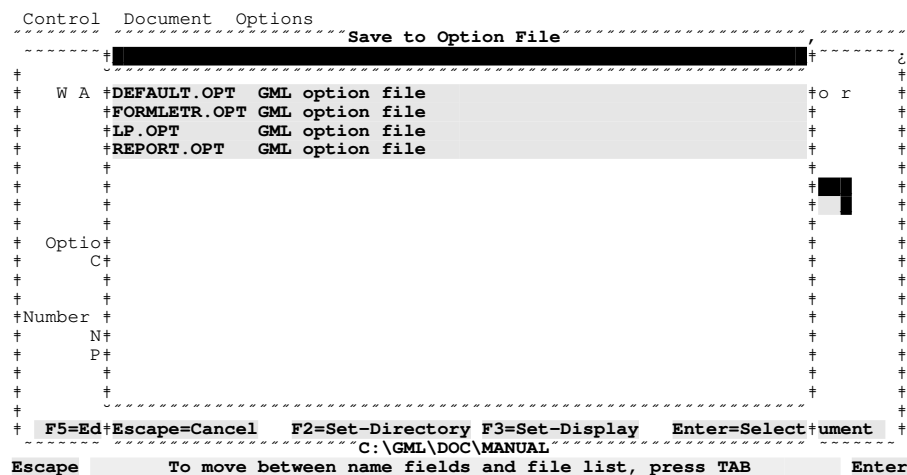 Control Document Options
Save to Option File
W A o r
DEFAULT.OPT GML option file
FORMLETR.OPT GML option file
LP.OPT GML option file
REPORT.OPT GML option file
Optio
C
Number
N
P
F5=Ed Escape=Cancel F2=Set-Directory F3=Set-Display Enter=Select ument
C:\GML\DOC\MANUAL
Escape To move between name fields and file list, press TAB Enter